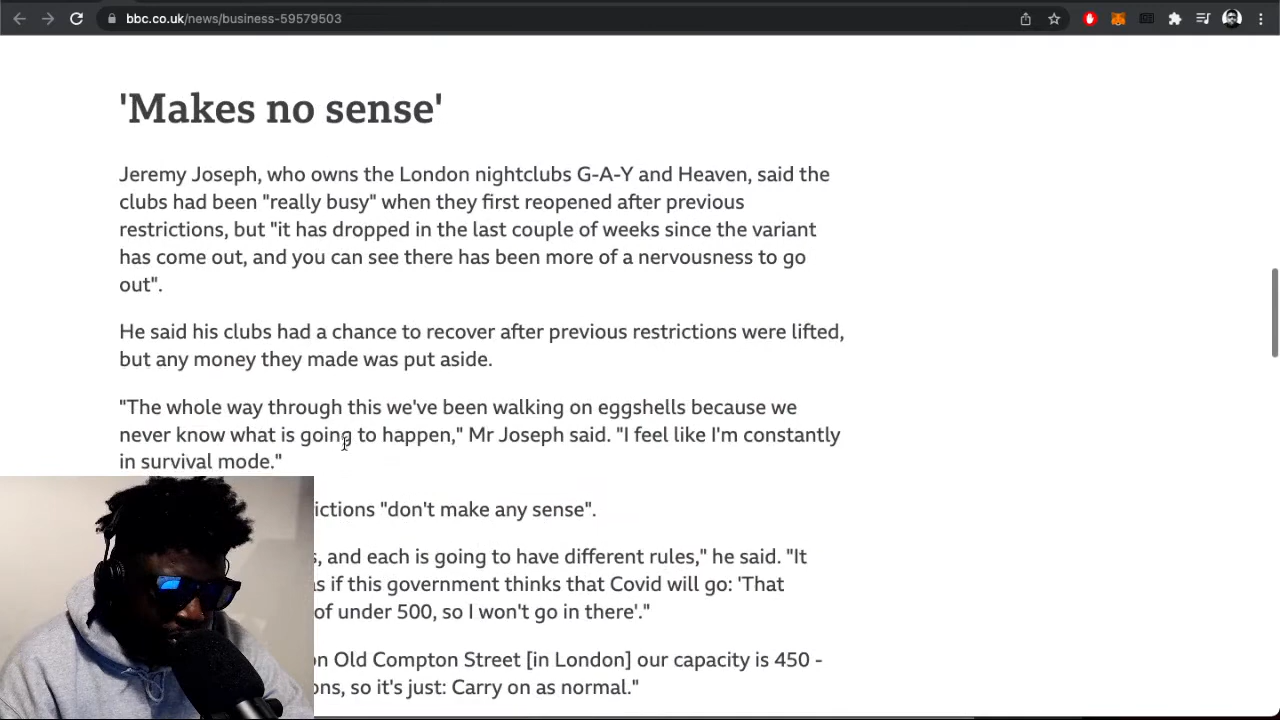 bbc.co.uk/news/business-59579503
'Makes no sense'
Jeremy Joseph, who owns the London nightclubs G-A-Y and Heaven, said the
clubs had been "really busy" when they first reopened after previous
restrictions, but "it has dropped in the last couple of weeks since the variant
has come out, and you can see there has been more of a nervousness to go
out".
He said his clubs had a chance to recover after previous restrictions were lifted,
but any money they made was put aside.
"The whole way through this we've been walking on eggshells because we
never know what is going to happen," Mr Joseph said. "I feel like I'm constantly
in survival mode."
ictions "don't make any sense".
s, and each is going to have different rules," he said. "It
s if this government thinks that Covid will go: 'That
of under 500, so I won't go in there'."
on Old Compton Street [in London] our capacity is 450 -
ons, so it's just: Carry on as normal."